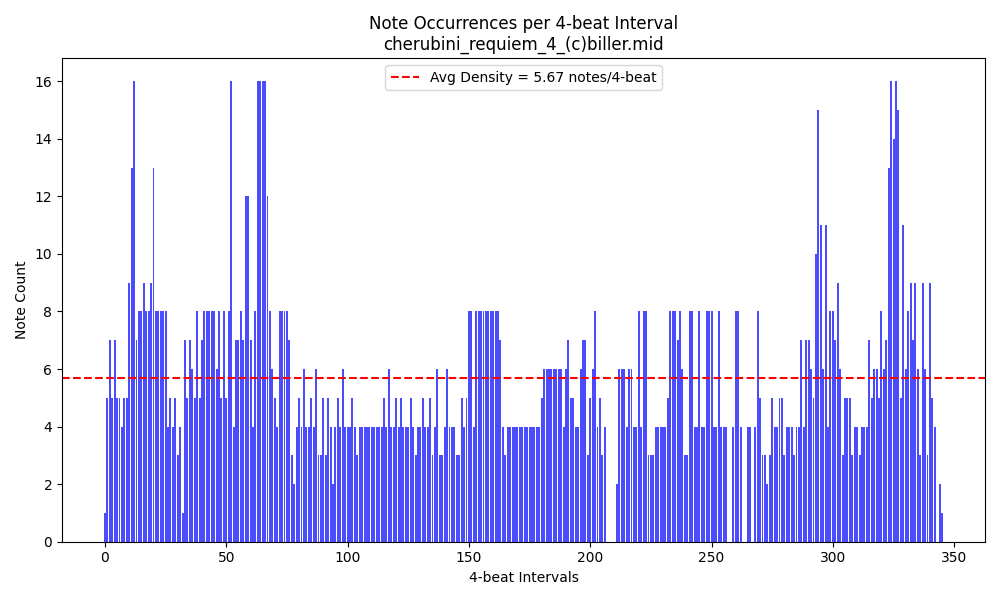 Note Occurrences per 4-beat Interval
cherubini_requiem_4_(c)biller.mid
Avg Density = 5.67 notes/4-beat
Note Count
16
14
12
10
8
6
4
2
0
0 50 100 150 200 250 300 350
4-beat Intervals